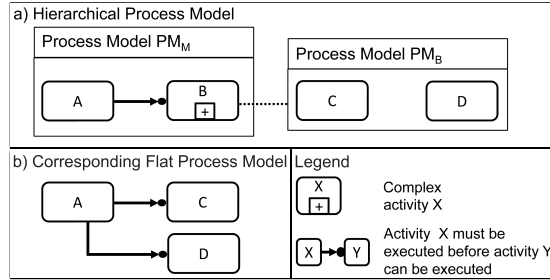 a) Hierarchical Process Model
Process Model PMM
Process Model PMB
A
B
+
C
D
b) Corresponding Flat Process Model
A
C
D
Legend
X
+
Complex
activity X
X
Y
Activity X must be
executed before activity Y
can be executed